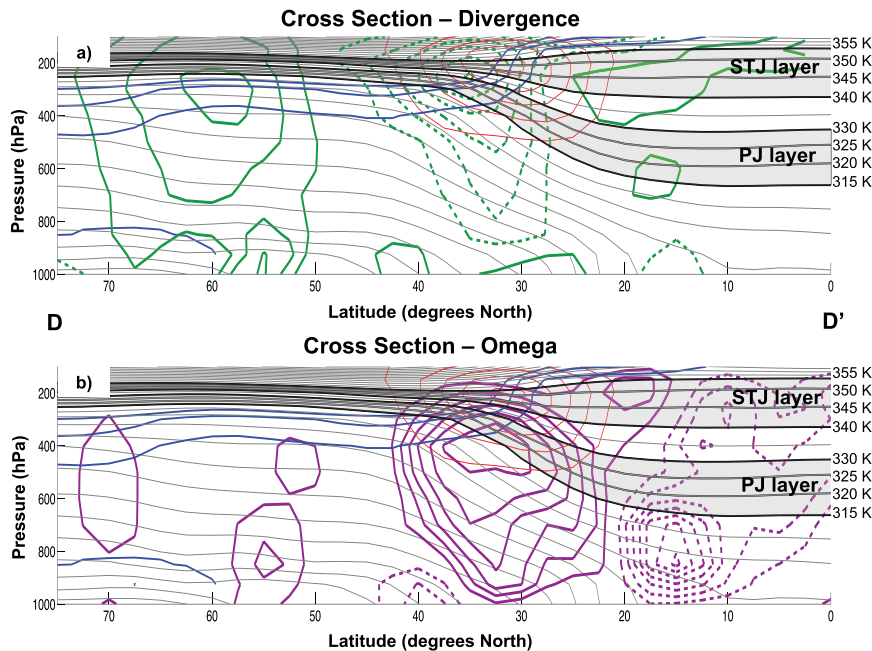 Cross Section – Divergence
a)
Pressure (hPa)
200
400
600
800
1000
STJ layer
PJ layer
355 K
350 K
345 K
340 K
330 K
325 K
320 K
315 K
70
60
50
40
30
20
10
0
Latitude (degrees North)
D
D’
Cross Section – Omega
b)
Pressure (hPa)
200
400
600
800
1000
STJ layer
PJ layer
355 K
350 K
345 K
340 K
330 K
325 K
320 K
315 K
70
60
50
40
30
20
10
0
Latitude (degrees North)